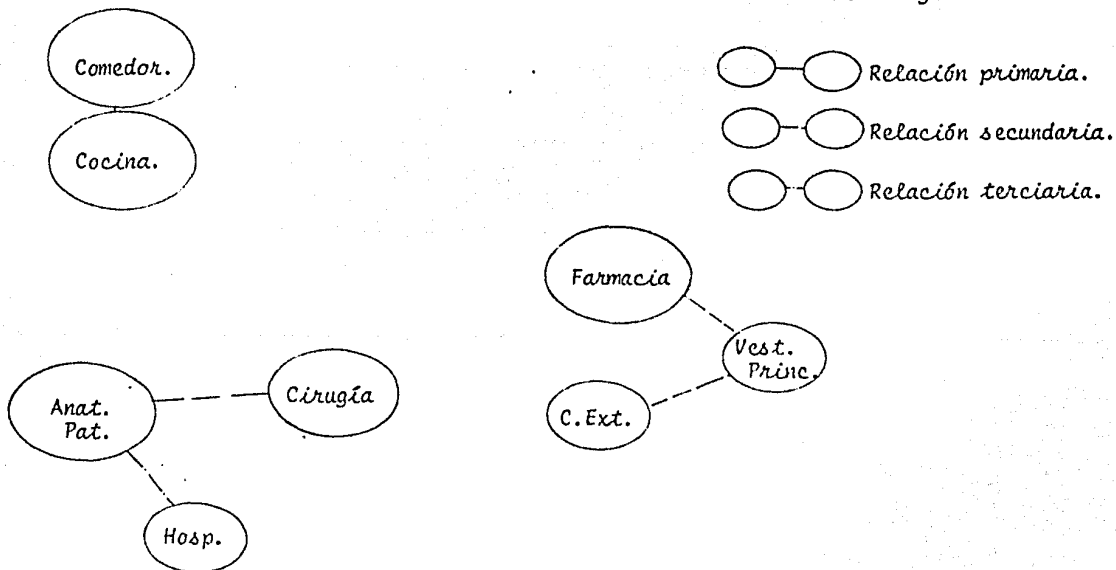 Comedor.
Cocina.
Relación primaria.
Relación secundaria.
Relación terciaria.
Farmacia
Vest.
Princ.
C.Ext.
Anat.
Pat.
Cirugía
Hosp.